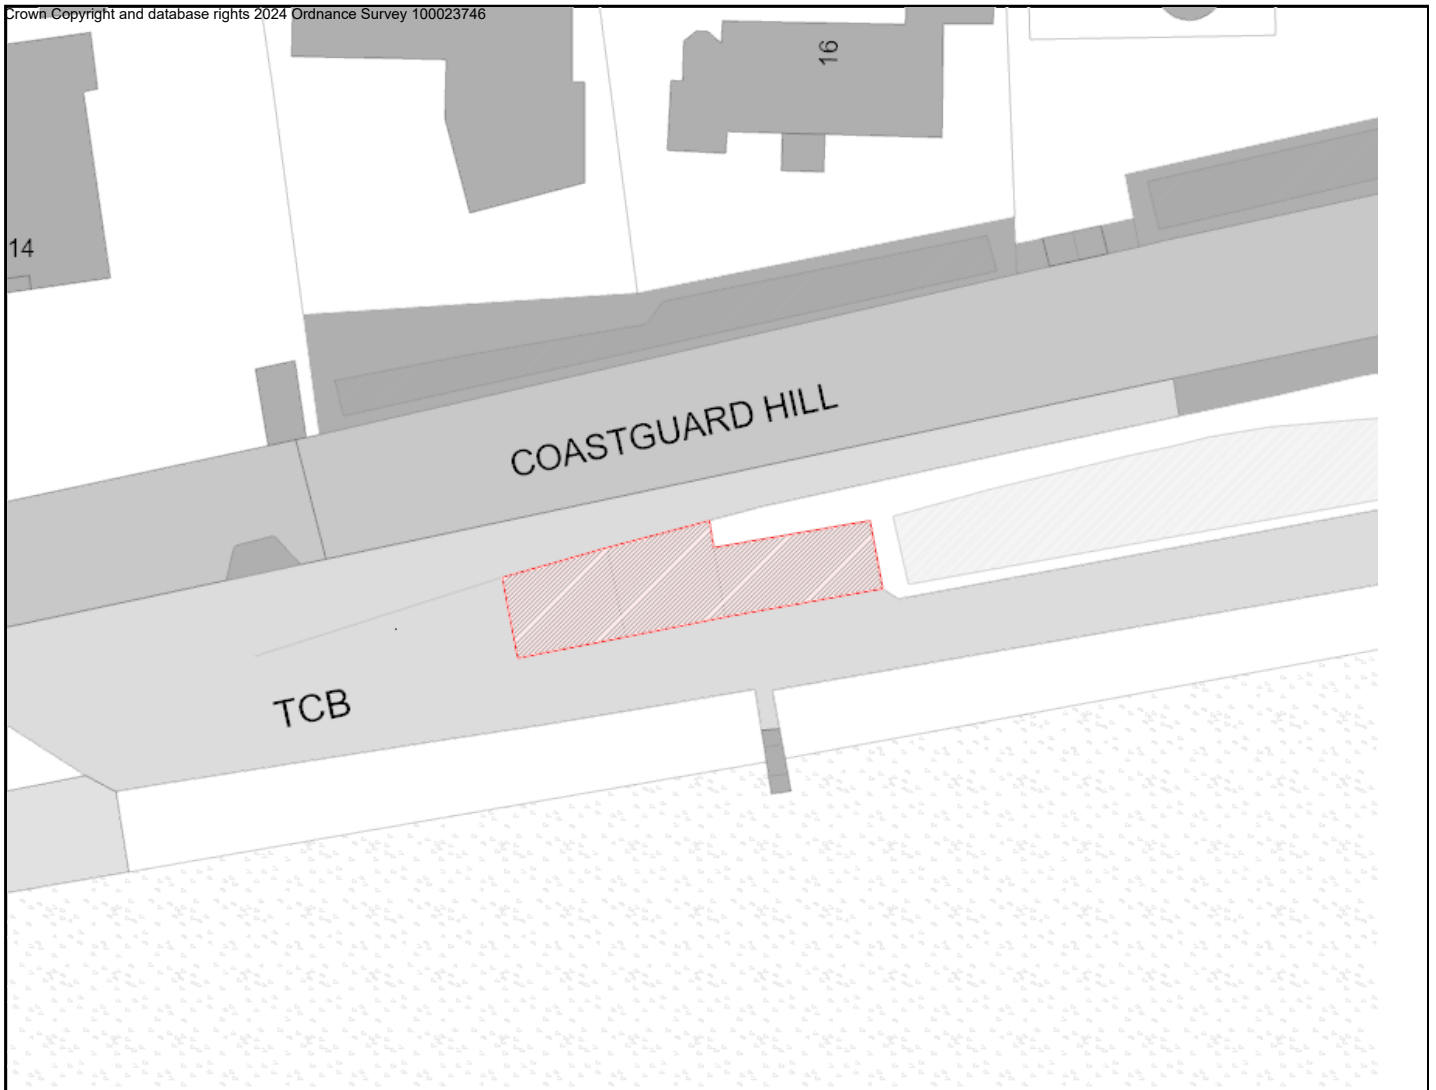 Crown Copyright and database rights 2024 Ordnance Survey 100023746
16
14
COASTGUARD HILL
TCB